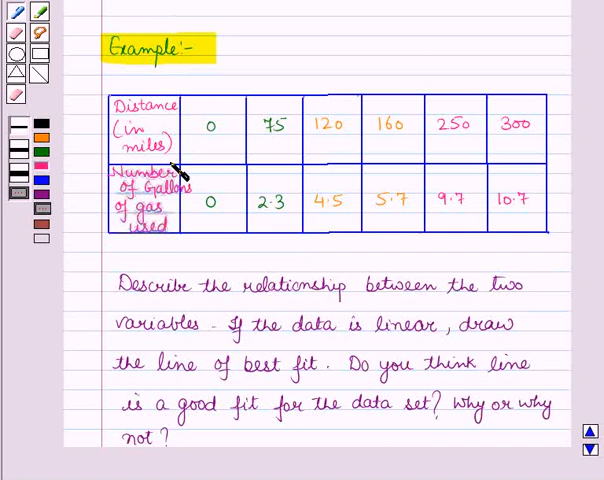 Example:-
Distance (in miles) 0 75 120 160 250 300
Number of Gallons of gas used 0 2.3 4.5 5.7 9.7 10.7
Describe the relationship between the two
variables - If the data is linear, draw
the line of best fit. Do you think line
is a good fit for the data set? Why or why
not?